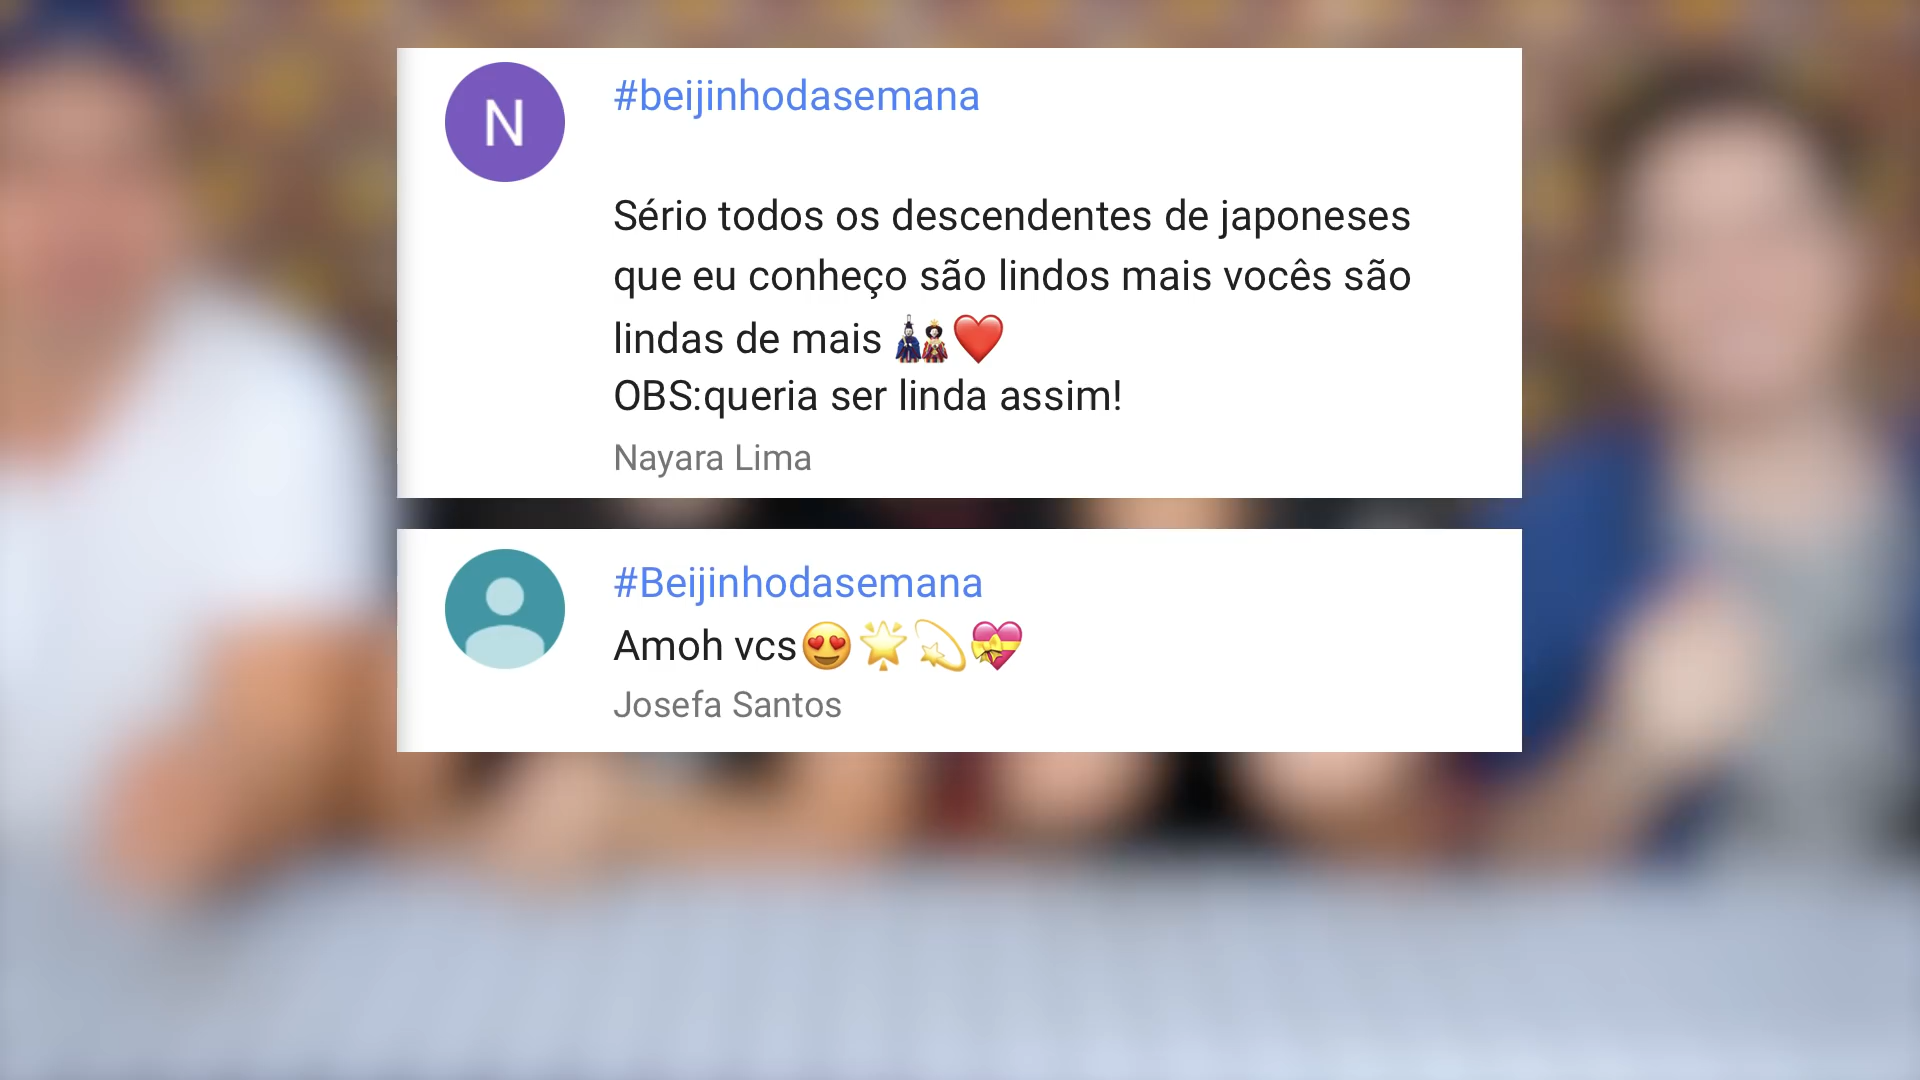 N
#beijinhodasemana
Sério todos os descendentes de japoneses
que eu conheço são lindos mais vocês são
lindas de mais 🎎❤️
OBS:queria ser linda assim!
Nayara Lima
#Beijinhodasemana
Amoh vcs😍🌟💫💝
Josefa Santos